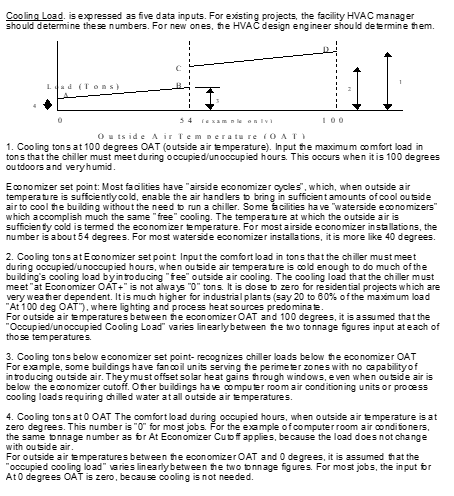 Cooling Load. is expressed as five data inputs. For existing projects, the facility HVAC manager
should determine these numbers. For new ones, the HVAC design engineer should determine them.
D
C
Load (Tons)
B
A
1
2
3
4
0
54 (example only)
100
Outside Air Temperature (OAT)
1. Cooling tons at 100 degrees OAT (outside air temperature). Input the maximum comfort load in
tons that the chiller must meet during occupied/unoccupied hours. This occurs when it is 100 degrees
outdoors and very humid.
Economizer set point: Most facilities have "airside economizer cycles", which, when outside air
temperature is sufficiently cold, enable the air handlers to bring in sufficient amounts of cool outside
air to cool the building without the need to run a chiller. Some facilities have "waterside economizers"
which accomplish much the same "free" cooling. The temperature at which the outside air is
sufficiently cold is termed the economizer temperature. For most airside economizer installations, the
number is about 54 degrees. For most waterside economizer installations, it is more like 40 degrees.
2. Cooling tons at Economizer set point: Input the comfort load in tons that the chiller must meet
during occupied/unoccupied hours, when outside air temperature is cold enough to do much of the
building's cooling load by introducing "free" outside air cooling. The cooling load that the chiller must
meet "at Economizer OAT+" is not always "0" tons. It is close to zero for residential projects which are
very weather dependent. It is much higher for industrial plants (say 20 to 60% of the maximum load
"At 100 deg OAT"), where lighting and process heat sources predominate.
For outside air temperatures between the economizer OAT and 100 degrees, it is assumed that the
"Occupied/unoccupied Cooling Load" varies linearly between the two tonnage figures input at each of
those temperatures.
3. Cooling tons below economizer set point- recognizes chiller loads below the economizer OAT
For example, some buildings have fancoil units serving the perimeter zones with no capability of
introducing outside air. They must offset solar heat gains through windows, even when outside air is
below the economizer cutoff. Other buildings have computer room air conditioning units or process
cooling loads requiring chilled water at all outside air temperatures.
4. Cooling tons at 0 OAT The comfort load during occupied hours, when outside air temperature is at
zero degrees. This number is "0" for most jobs. For the example of computer room air conditioners,
the same tonnage number as for At Economizer Cutoff applies, because the load does not change
with outside air.
For outside air temperatures between the economizer OAT and 0 degrees, it is assumed that the
"occupied cooling load" varies linearly between the two tonnage figures. For most jobs, the input for
At 0 degrees OAT is zero, because cooling is not needed.